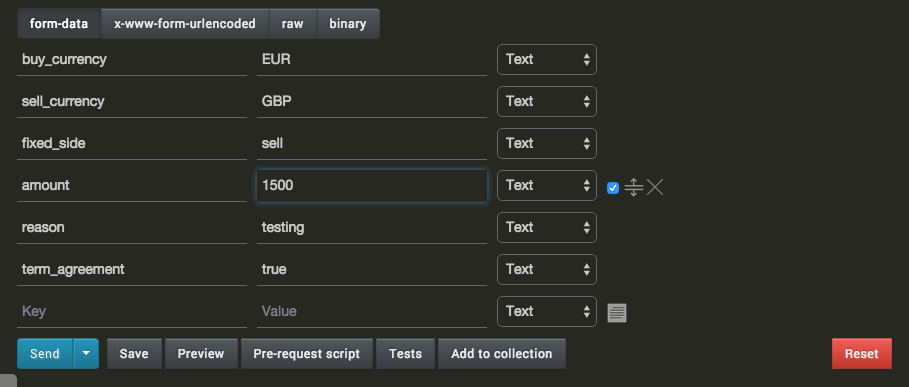 form-data x-www-form-urlencoded raw binary
buy_currency EUR Text
sell_currency GBP Text
fixed_side sell Text
amount 1500 Text
reason testing Text
term_agreement true Text
Key Value Text
Send Save Preview Pre-request script Tests Add to collection Reset